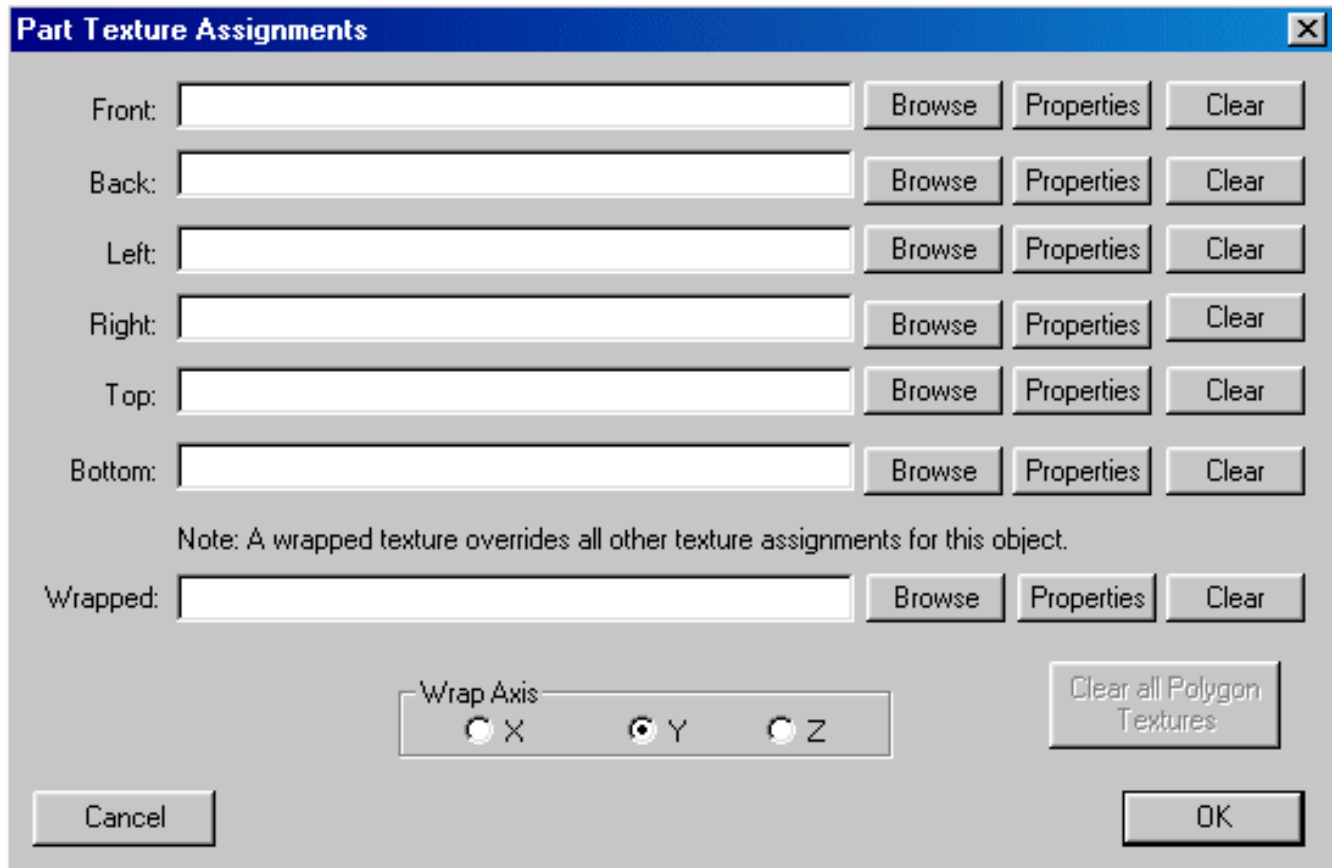 Part Texture Assignments
Front: Browse Properties Clear
Back: Browse Properties Clear
Left: Browse Properties Clear
Right: Browse Properties Clear
Top: Browse Properties Clear
Bottom: Browse Properties Clear
Note: A wrapped texture overrides all other texture assignments for this object.
Wrapped: Browse Properties Clear
Wrap Axis
X Y Z
Clear all Polygon
Textures
Cancel OK